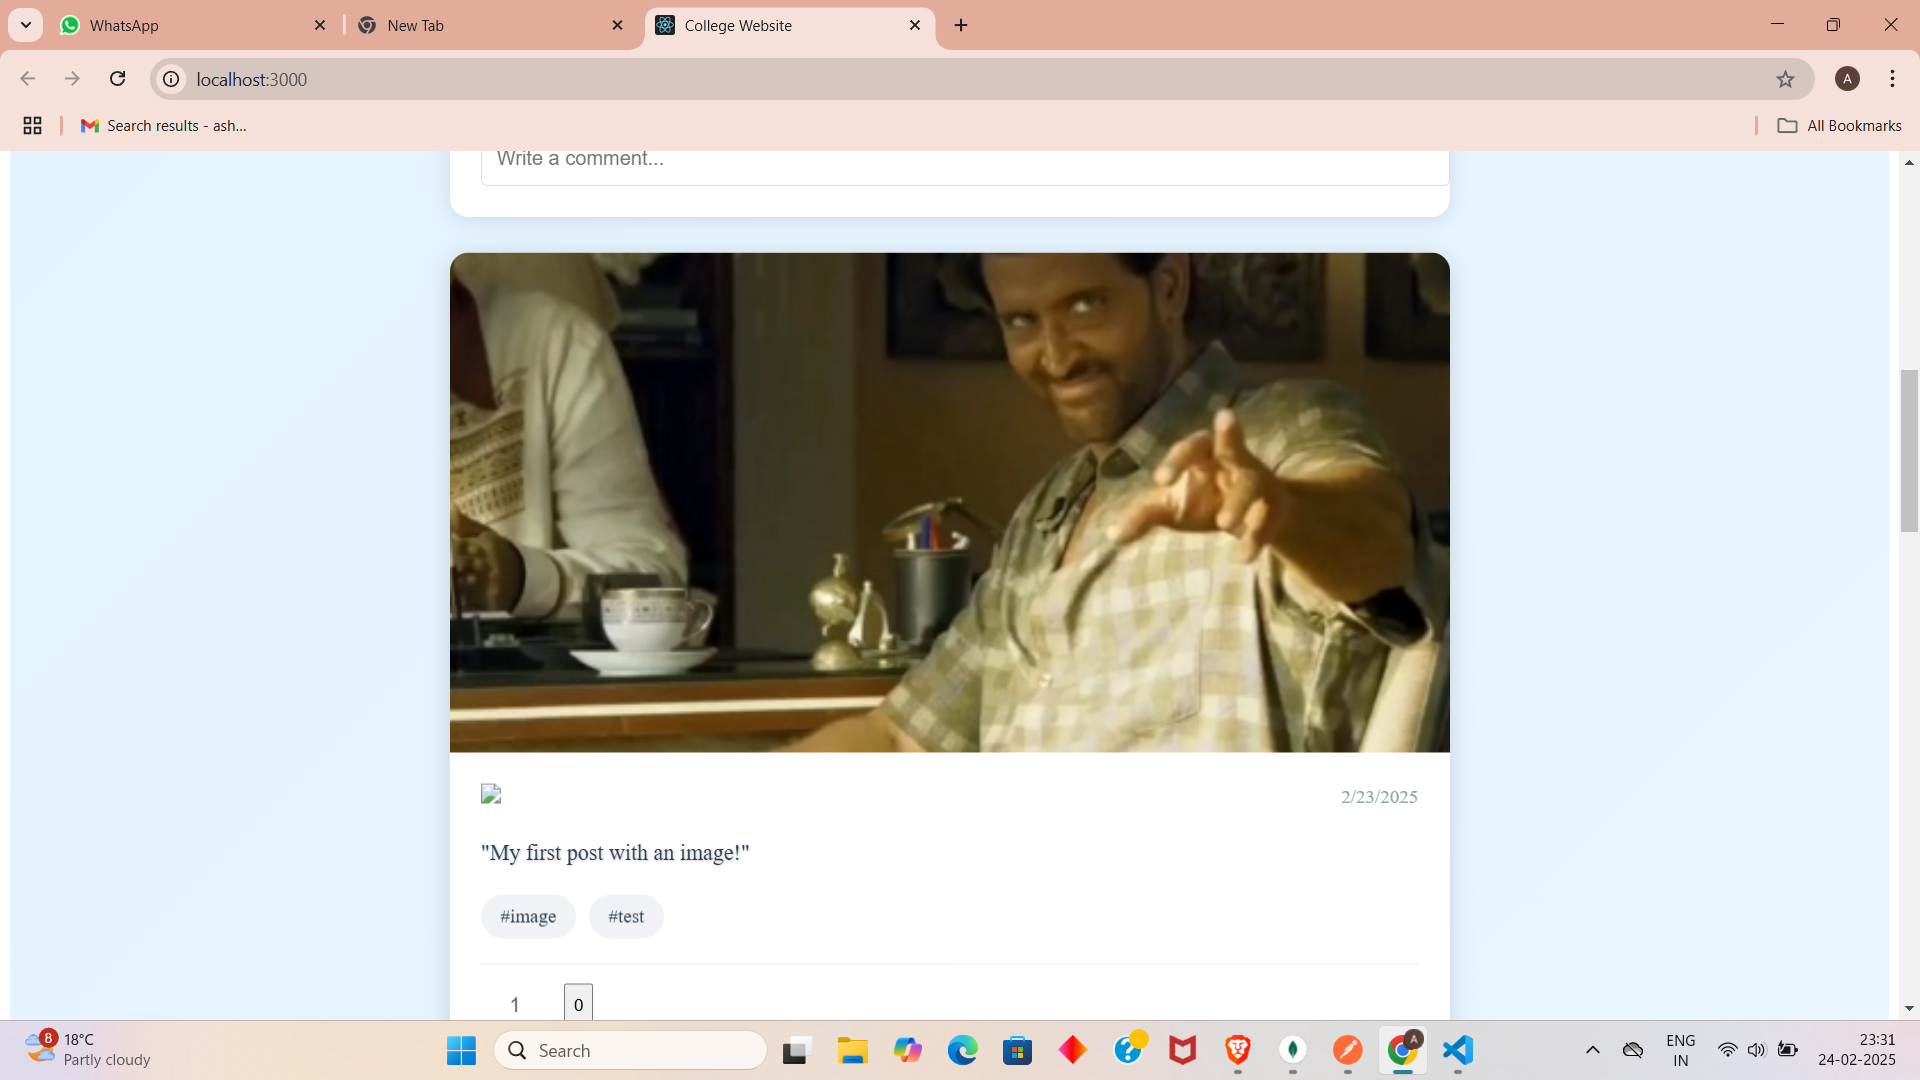 WhatsApp
New Tab
College Website
localhost:3000
A
Search results - ash...
All Bookmarks
Write a comment...
2/23/2025
"My first post with an image!"
#image
#test
1
0
8
18°C
Partly cloudy
Search
A
ENG
IN
23:31
24-02-2025